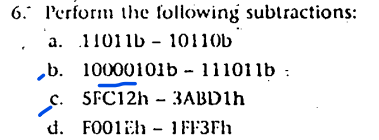 6. Perform the following subtractions:
a. 11011b – 10110b
b. 10000101b – 111011b
c. 5FC12h – 3ABD1h
d. F001Eh – 1FF3Fh